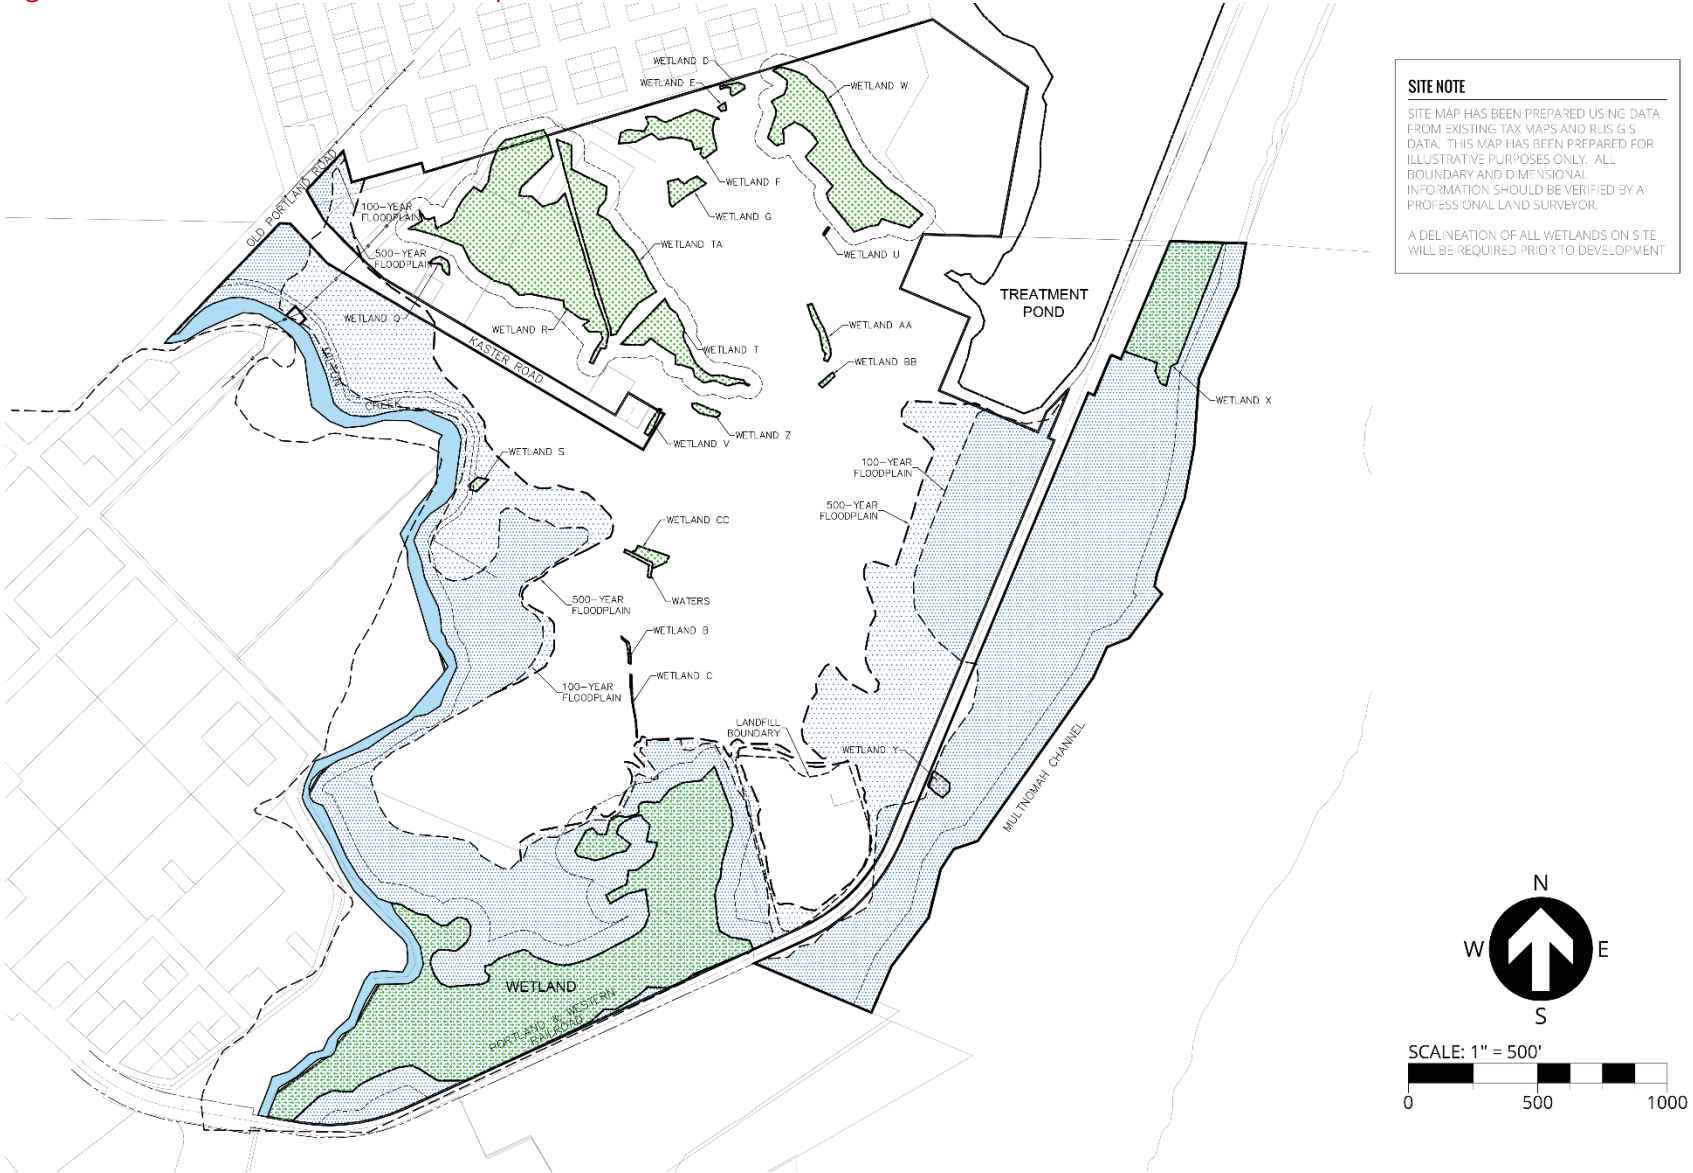 WETLAND D
WETLAND E
WETLAND W
WETLAND F
WETLAND G
OLD PORTLAND ROAD
100-YEAR
FLOODPLAIN
500-YEAR
FLOODPLAIN
WETLAND TA
WETLAND U
WETLAND Q
WETLAND R
KASTER ROAD
WETLAND T
WETLAND AA
WETLAND BB
TREATMENT
POND
MILTON
CREEK
WETLAND X
WETLAND V
WETLAND Z
WETLAND S
100-YEAR
FLOODPLAIN
500-YEAR
FLOODPLAIN
WETLAND CC
WATERS
500-YEAR
FLOODPLAIN
WETLAND B
WETLAND C
100-YEAR
FLOODPLAIN
LANDFILL
BOUNDARY
WETLAND Y
MULTNOMAH CHANNEL
WETLAND
PORTLAND & WESTERN
RAILROAD
SITE NOTE
SITE MAP HAS BEEN PREPARED USING DATA
FROM EXISTING TAX MAPS AND RLIS GIS
DATA. THIS MAP HAS BEEN PREPARED FOR
ILLUSTRATIVE PURPOSES ONLY. ALL
BOUNDARY AND DIMENSIONAL
INFORMATION SHOULD BE VERIFIED BY A
PROFESSIONAL LAND SURVEYOR.
A DELINEATION OF ALL WETLANDS ON SITE
WILL BE REQUIRED PRIOR TO DEVELOPMENT
N
W E
S
SCALE: 1" = 500'
0 500 1000